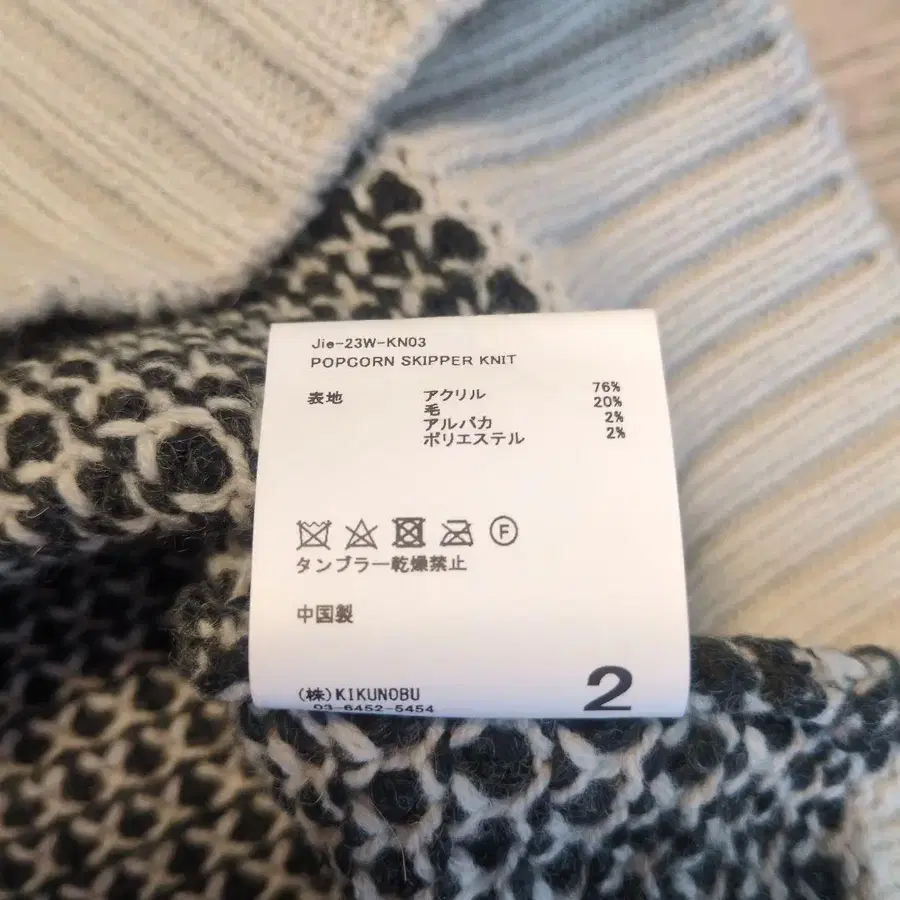 Jie-23W-KN03
POPCORN SKIPPER KNIT
表地 アクリル 76%
毛 20%
アルパカ 2%
ポリエステル 2%
F
タンブラー乾燥禁止
中国製
(株)KIKUNOBU
03-6452-5454
2